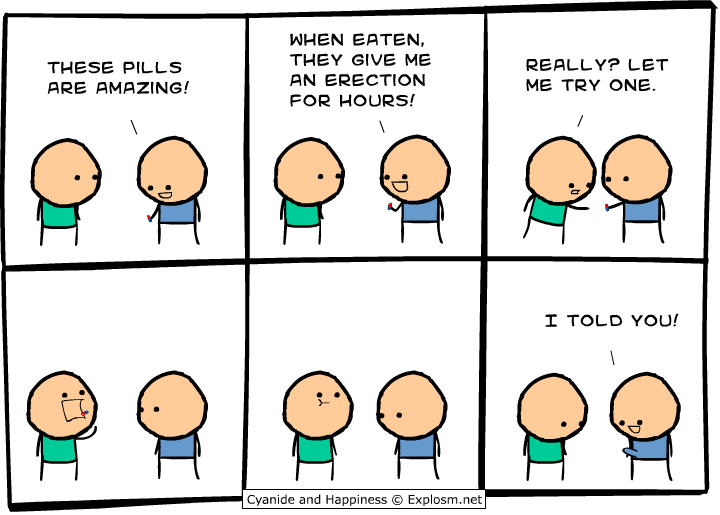 THESE PILLS
ARE AMAZING!
WHEN EATEN,
THEY GIVE ME
AN ERECTION
FOR HOURS!
REALLY? LET
ME TRY ONE.
I TOLD YOU!
Cyanide and Happiness © Explosm.net